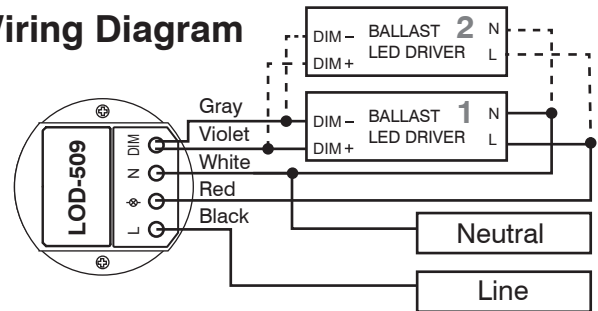 Wiring Diagram
DIM– BALLAST 2 N
DIM+ LED DRIVER L
DIM– BALLAST 1 N
DIM+ LED DRIVER L
LOD-509
DIM
N
L
Gray
Violet
White
Red
Black
Neutral
Line